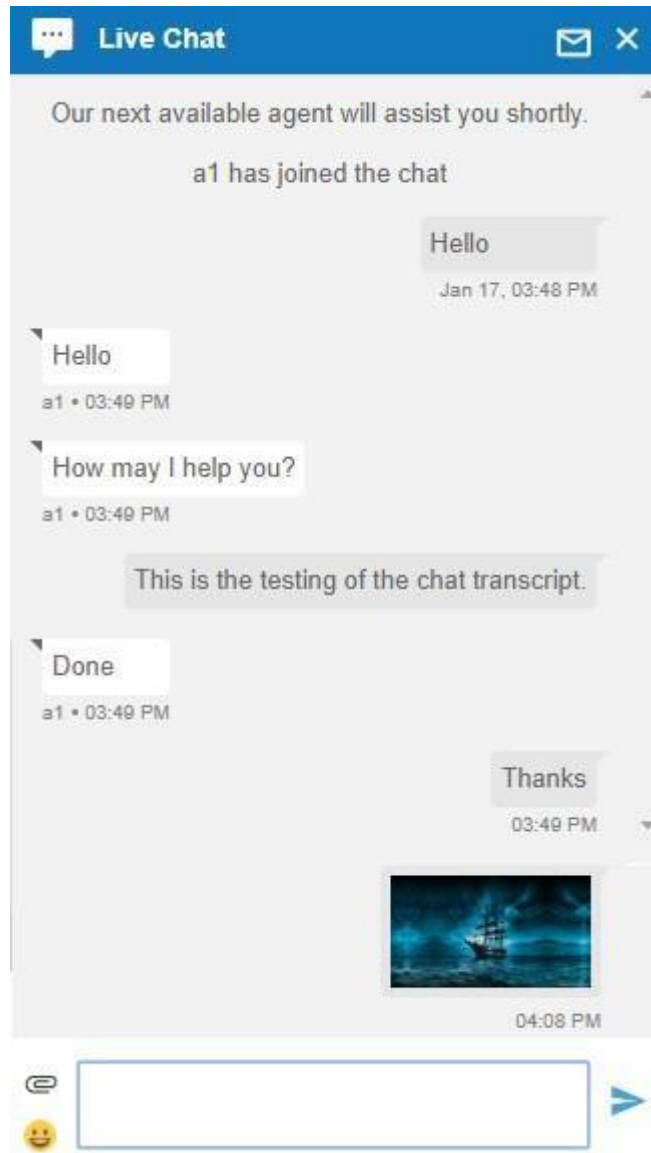 Live Chat
Our next available agent will assist you shortly.
a1 has joined the chat
Hello
Jan 17, 03:48 PM
Hello
a1 • 03:49 PM
How may I help you?
a1 • 03:49 PM
This is the testing of the chat transcript.
Done
a1 • 03:49 PM
Thanks
03:49 PM
04:08 PM